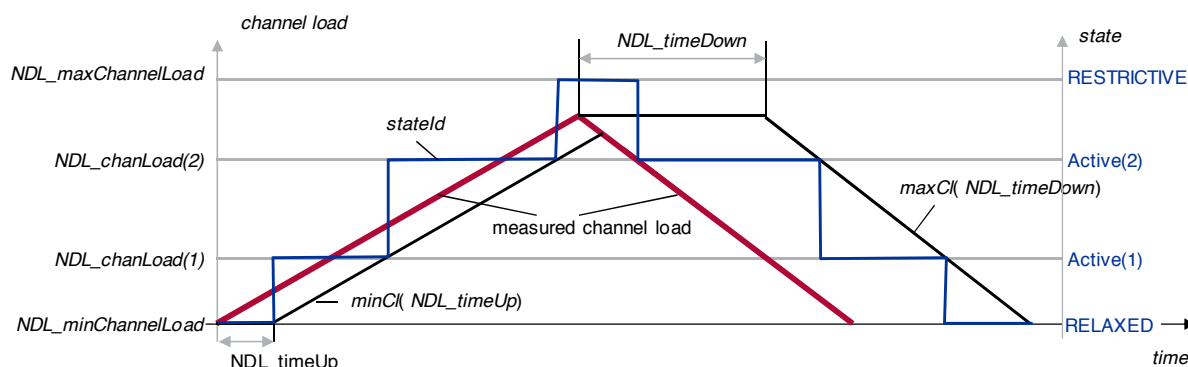 channel load
NDL_timeDown
state
NDL_maxChannelLoad
RESTRICTIVE
stateId
NDL_chanLoad(2)
Active(2)
maxCl( NDL_timeDown)
measured channel load
NDL_chanLoad(1)
Active(1)
minCl( NDL_timeUp)
NDL_minChannelLoad
RELAXED
NDL_timeUp
time